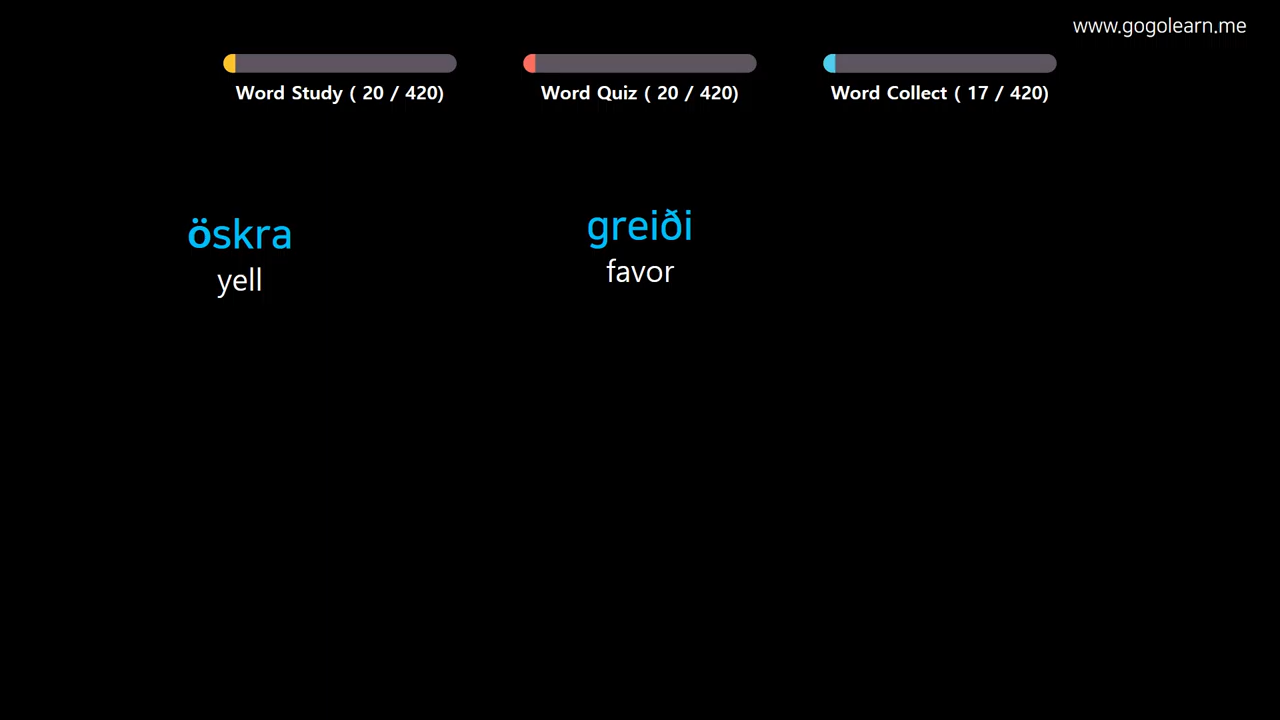 www.gogolearn.me
Word Study ( 20 / 420)
Word Quiz ( 20 / 420)
Word Collect ( 17 / 420)
öskra
yell
greiði
favor